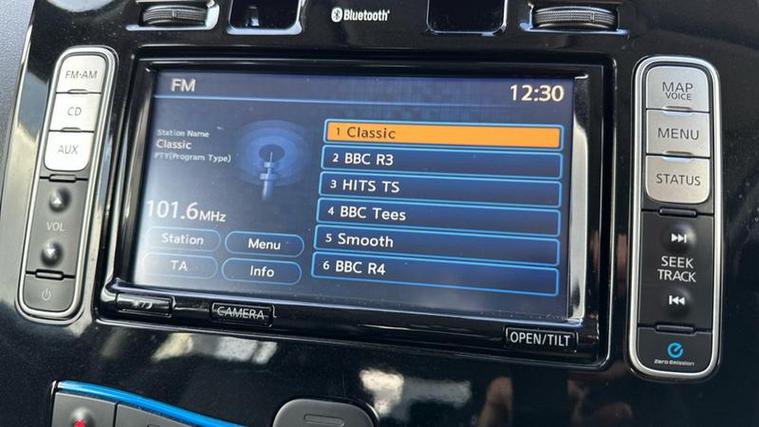 Bluetooth®
FM·AM
CD
AUX
VOL
FM
12:30
Station Name
Classic
PTY(Program Type)
101.6MHz
Station
Menu
TA
Info
1 Classic
2 BBC R3
3 HITS TS
4 BBC Tees
5 Smooth
6 BBC R4
CAMERA
OPEN/TILT
MAP
VOICE
MENU
STATUS
SEEK
TRACK
Zero Emission